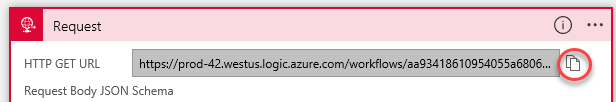 Request
HTTP GET URL https://prod-42.westus.logic.azure.com/workflows/aa93418610954055a6806...
Request Body JSON Schema